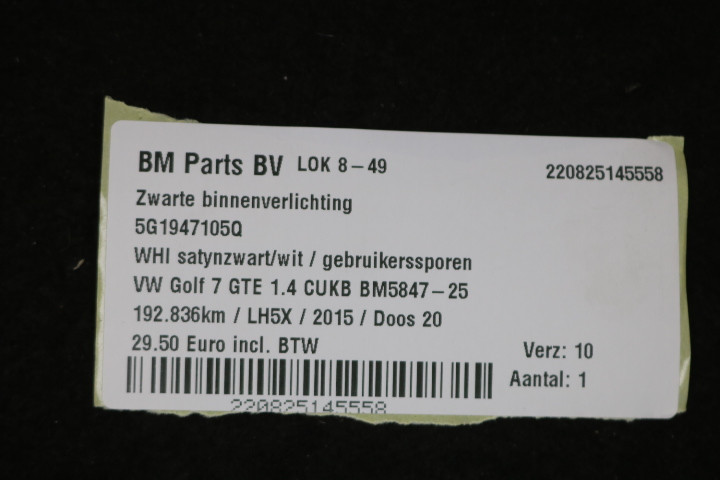 BM Parts BV LOK 8-49 220825145558
Zwarte binnenverlichting
5G1947105Q
WHI satynzwart/wit / gebruikerssporen
VW Golf 7 GTE 1.4 CUKB BM5847-25
192.836km / LH5X / 2015 / Doos 20
29.50 Euro incl. BTW Verz: 10
Aantal: 1
220825145558